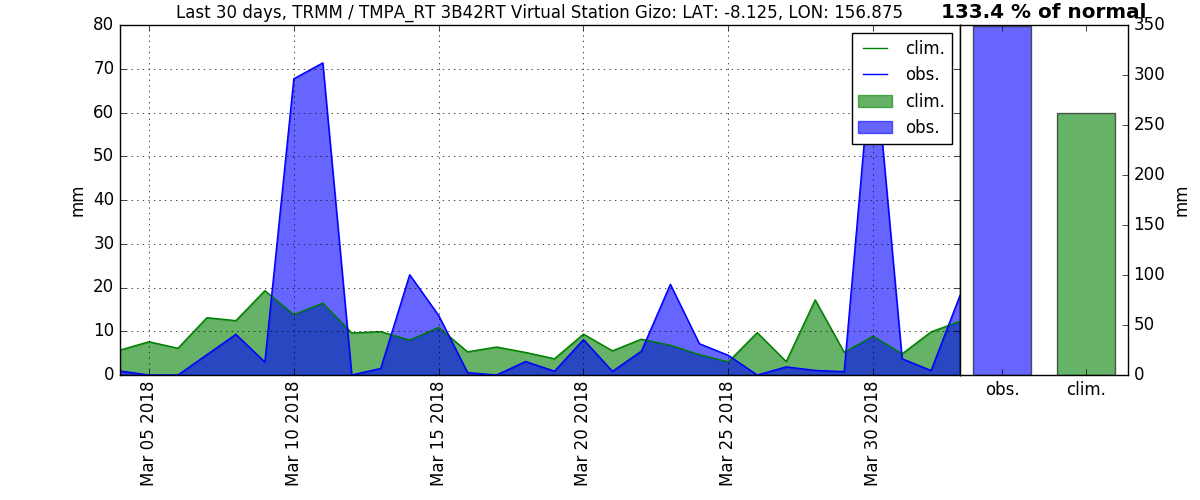 Last 30 days, TRMM / TMPA_RT 3B42RT Virtual Station Gizo: LAT: -8.125, LON: 156.875
133.4 % of normal
80
70
60
50
40
30
20
10
0
mm
clim.
obs.
clim.
obs.
Mar 05 2018
Mar 10 2018
Mar 15 2018
Mar 20 2018
Mar 25 2018
Mar 30 2018
350
300
250
200
150
100
50
0
mm
obs.
clim.